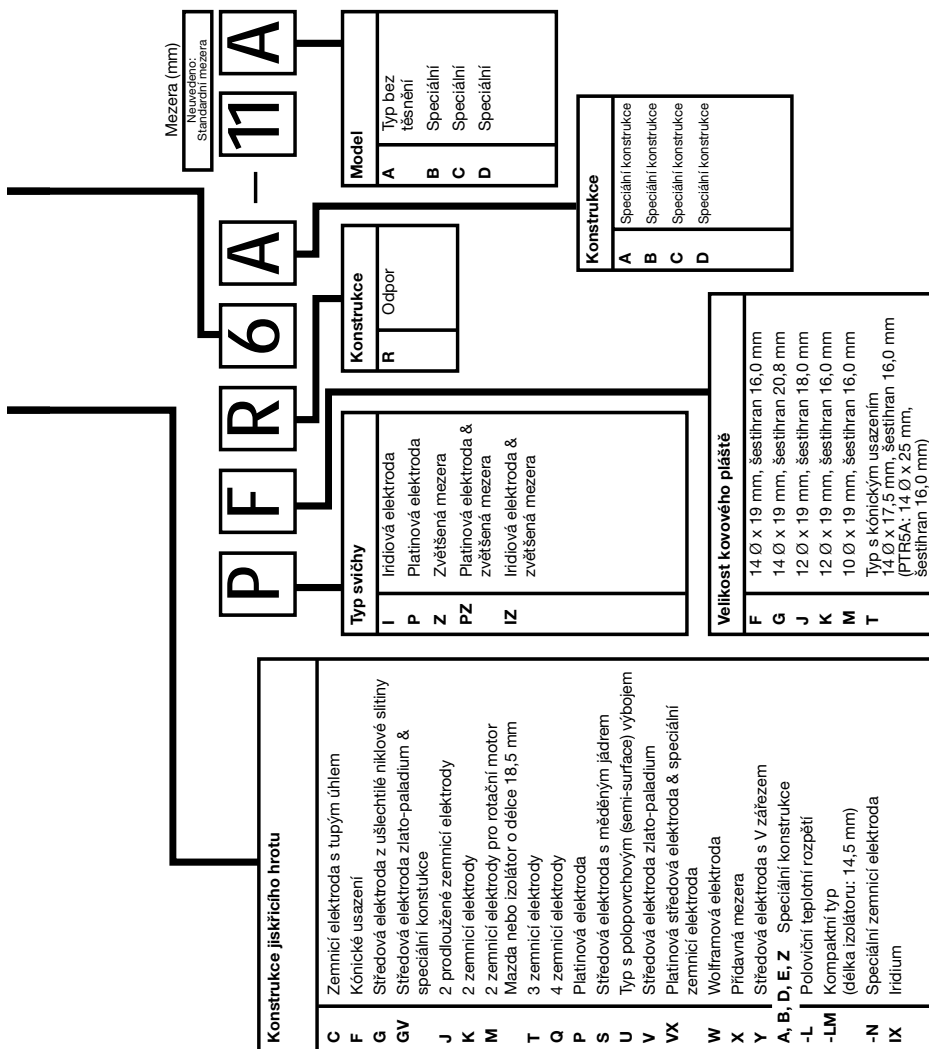 Mezera (mm)
Neuvedeno:
Standardní mezera
P F R 6 A – 11 A
Konstrukce jiskřicího hrotu
C Zemnicí elektroda s tupým úhlem
F Kónické usazení
G Středová elektroda z ušlechtilé niklové slitiny
GV Středová elektroda zlato-paladium &
speciální konstukce
J 2 prodloužené zemnicí elektrody
K 2 zemnicí elektrody
M 2 zemnicí elektrody pro rotační motor
Mazda nebo izolátor o délce 18,5 mm
T 3 zemnicí elektrody
Q 4 zemnicí elektrody
P Platinová elektroda
S Středová elektroda s měděným jádrem
U Typ s polopovrchovým (semi-surface) výbojem
V Středová elektroda zlato-paladium
VX Platinová středová elektroda & speciální
zemnicí elektroda
W Wolframová elektroda
X Přídavná mezera
Y Středová elektroda s V zářezem
A, B, D, E, Z Speciální konstrukce
-L Poloviční teplotní rozpětí
-LM Kompaktní typ
(délka izolátoru: 14,5 mm)
-N Speciální zemnicí elektroda
IX Iridium
Typ svíčhy
I Iridiová elektroda
P Platinová elektroda
Z Zvětšená mezera
PZ Platinová elektroda &
zvětšená mezera
IZ Iridiová elektroda &
zvětšená mezera
Konstrukce
R Odpor
Model
A Typ bez
těsnění
B Speciální
C Speciální
D Speciální
Velikost kovového pláště
F 14 Ø x 19 mm, šestihran 16,0 mm
G 14 Ø x 19 mm, šestihran 20,8 mm
J 12 Ø x 19 mm, šestihran 18,0 mm
K 12 Ø x 19 mm, šestihran 16,0 mm
M 10 Ø x 19 mm, šestihran 16,0 mm
T Typ s kónickým usazením
14 Ø x 17,5 mm, šestihran 16,0 mm
(PTR5A: 14 Ø x 25 mm,
šestihran 16,0 mm)
Konstrukce
A Speciální konstrukce
B Speciální konstrukce
C Speciální konstrukce
D Speciální konstrukce